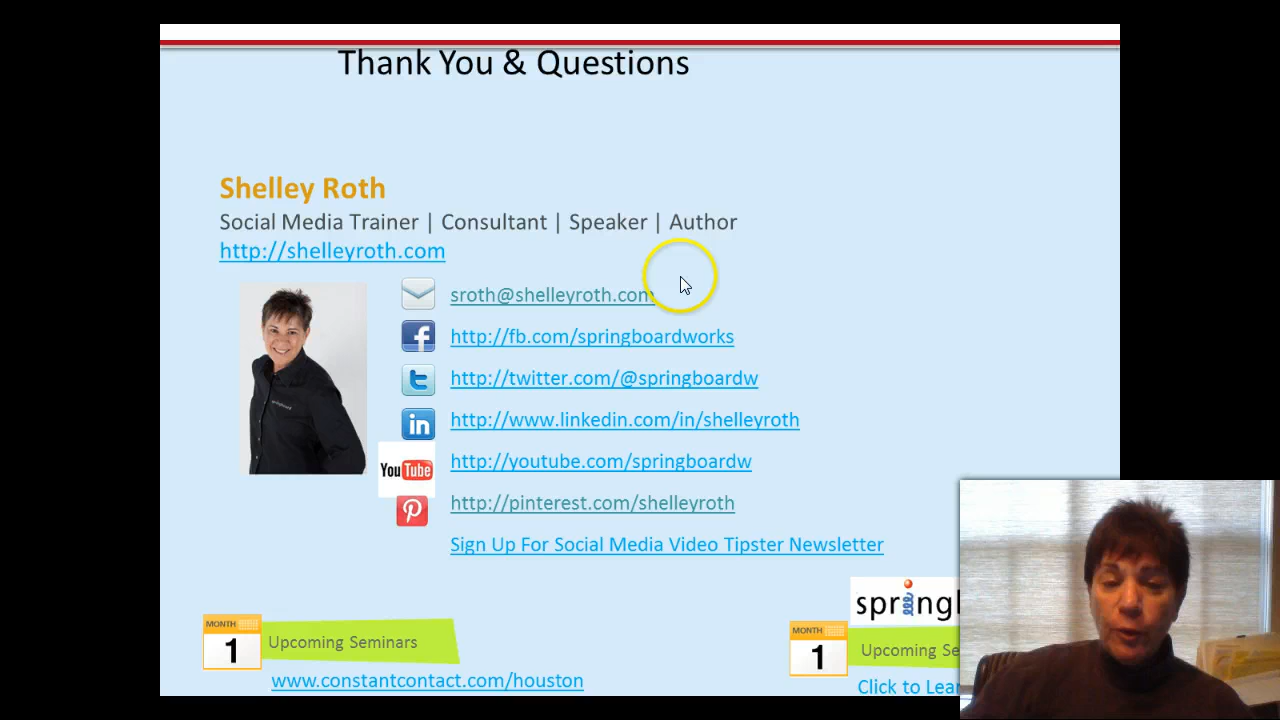 Thank You & Questions
Shelley Roth
Social Media Trainer | Consultant | Speaker | Author
http://shelleyroth.com
sroth@shelleyroth.com
http://fb.com/springboardworks
http://twitter.com/@springboardw
http://www.linkedin.com/in/shelleyroth
You Tube
http://youtube.com/springboardw
http://pinterest.com/shelleyroth
Sign Up For Social Media Video Tipster Newsletter
MONTH
1
Upcoming Seminars
www.constantcontact.com/houston
springl
MONTH
1
Upcoming Se
Click to Lea